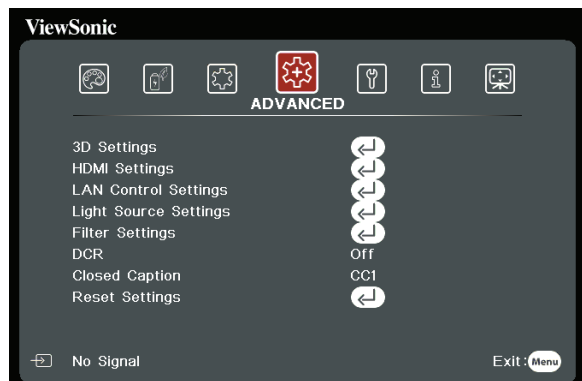 ViewSonic
ADVANCED
3D Settings
HDMI Settings
LAN Control Settings
Light Source Settings
Filter Settings
DCR Off
Closed Caption CC1
Reset Settings
No Signal Exit: Menu